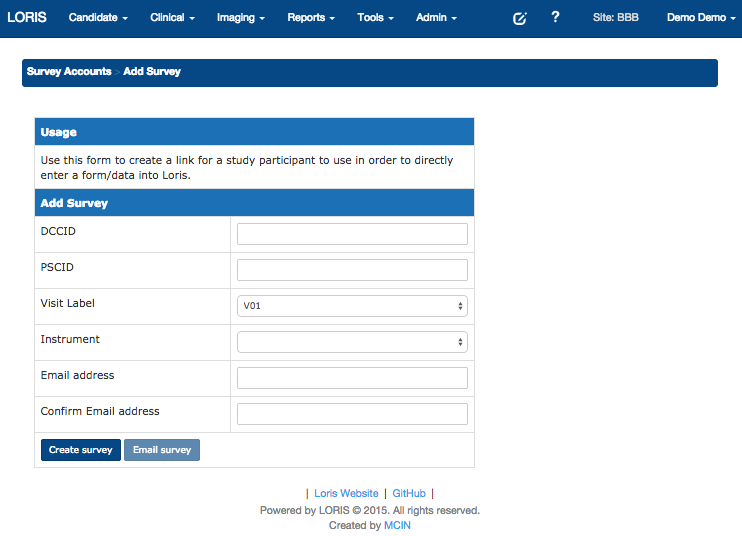 LORIS Candidate Clinical Imaging Reports Tools Admin ? Site: BBB Demo Demo
Survey Accounts > Add Survey
Usage
Use this form to create a link for a study participant to use in order to directly
enter a form/data into Loris.
Add Survey
DCCID
PSCID
Visit Label V01
Instrument
Email address
Confirm Email address
Create survey Email survey
| Loris Website | GitHub |
Powered by LORIS © 2015. All rights reserved.
Created by MCIN